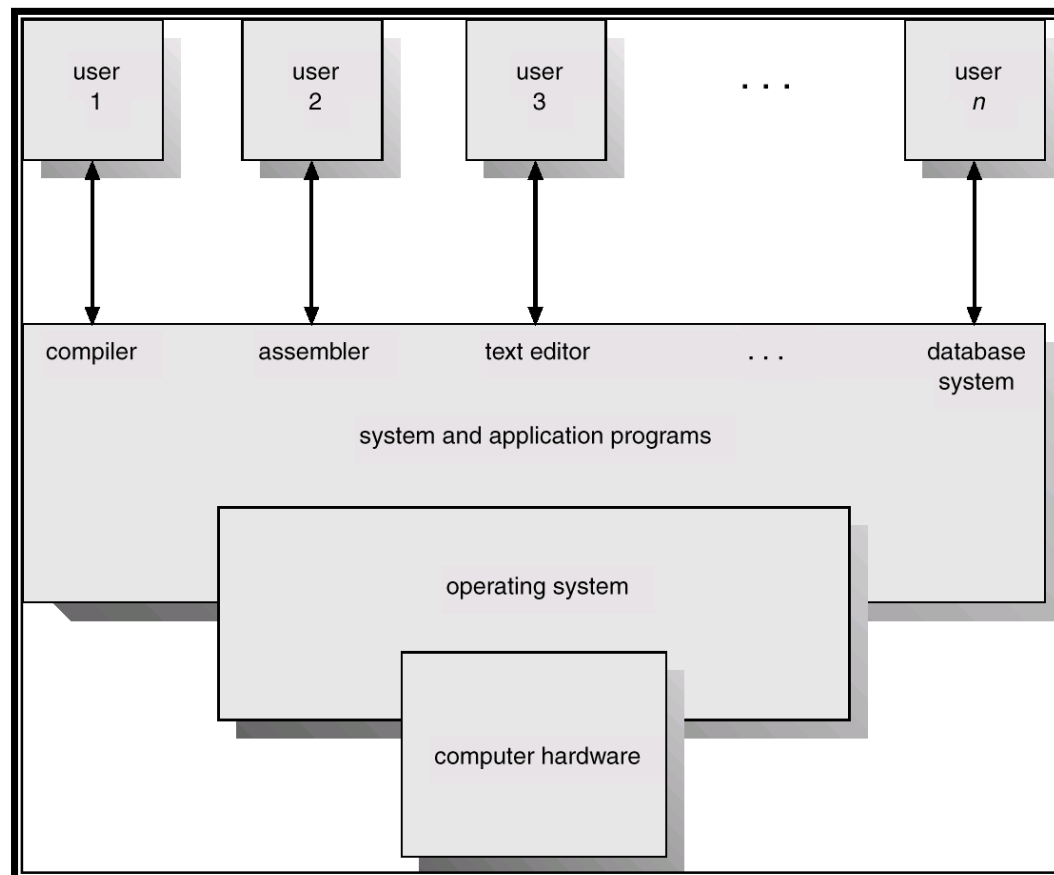 user
1
user
2
user
3
. . .
user
n
compiler
assembler
text editor
. . .
database
system
system and application programs
operating system
computer hardware